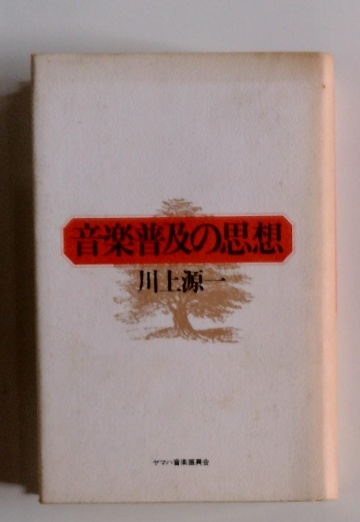 音楽普及の思想
川上源一
ヤマハ音楽振興会